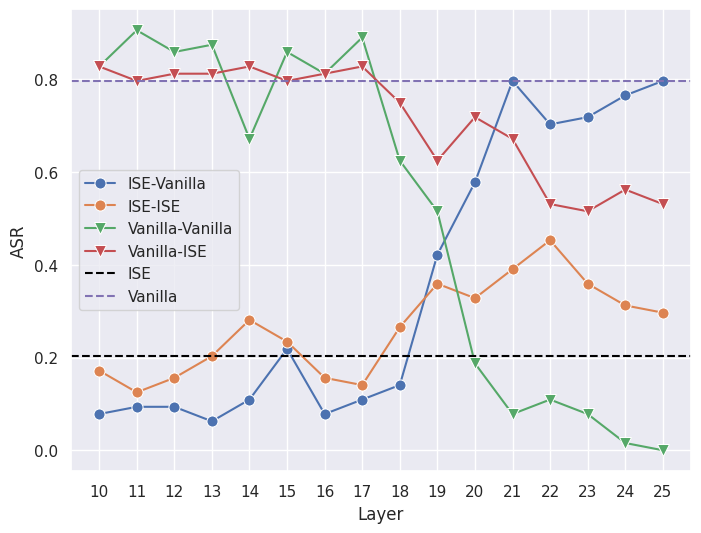 ASR
0.8
0.6
0.4
0.2
0.0
ISE-Vanilla
ISE-ISE
Vanilla-Vanilla
Vanilla-ISE
ISE
Vanilla
10 11 12 13 14 15 16 17 18 19 20 21 22 23 24 25
Layer